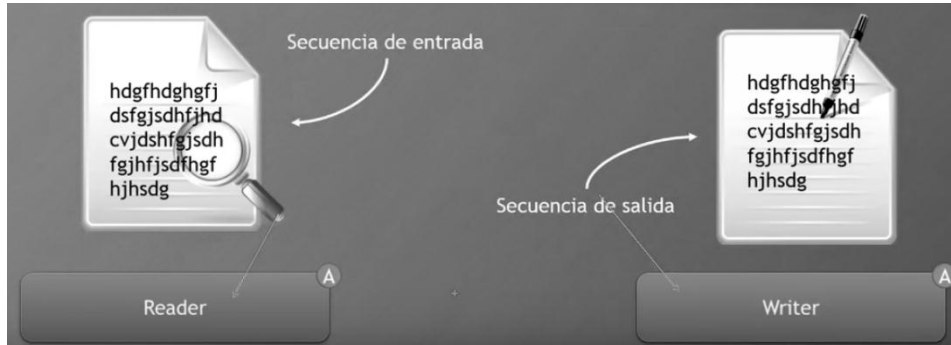 Secuencia de entrada
hdgfhdghgfj
dsfgjsdhfjhd
cvjdshfgjsdh
fgjhfjsdfhgf
hjhsdg
hdgfhdghgfj
dsfgjsdhfjhd
cvjdshfgjsdh
fgjhfjsdfhgf
hjhsdg
Secuencia de salida
A
Reader
A
Writer